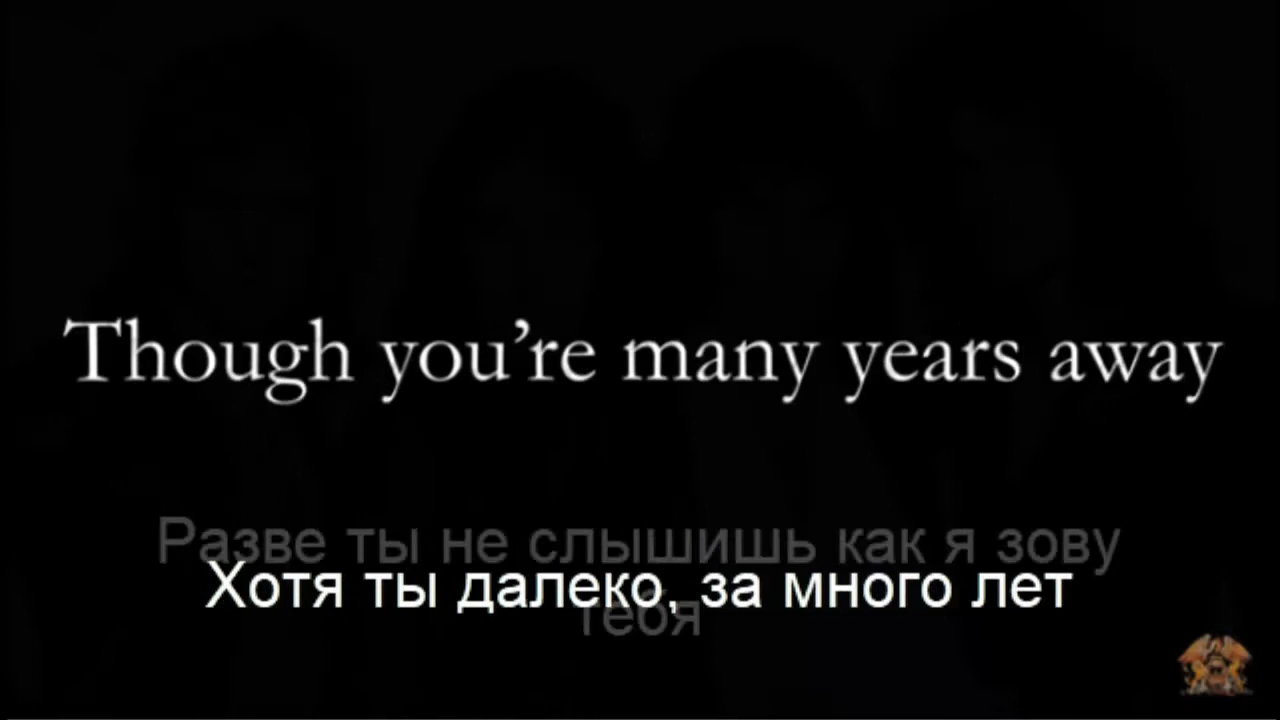 Though you’re many years away
Разве ты не слышишь как я зову
Хотя ты далеко, за много лет
тебя